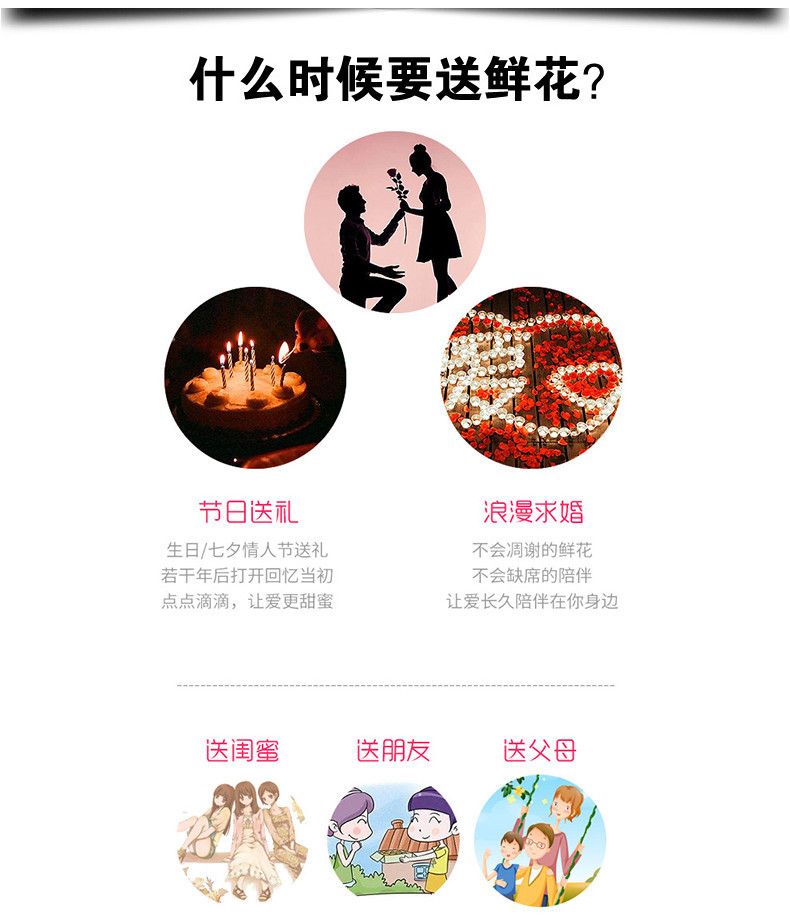 什么时候要送鲜花?
节日送礼
生日/七夕情人节送礼
若干年后打开回忆当初
点点滴滴，让爱更甜蜜
浪漫求婚
不会凋谢的鲜花
不会缺席的陪伴
让爱长久陪伴在你身边
送闺蜜
送朋友
送父母